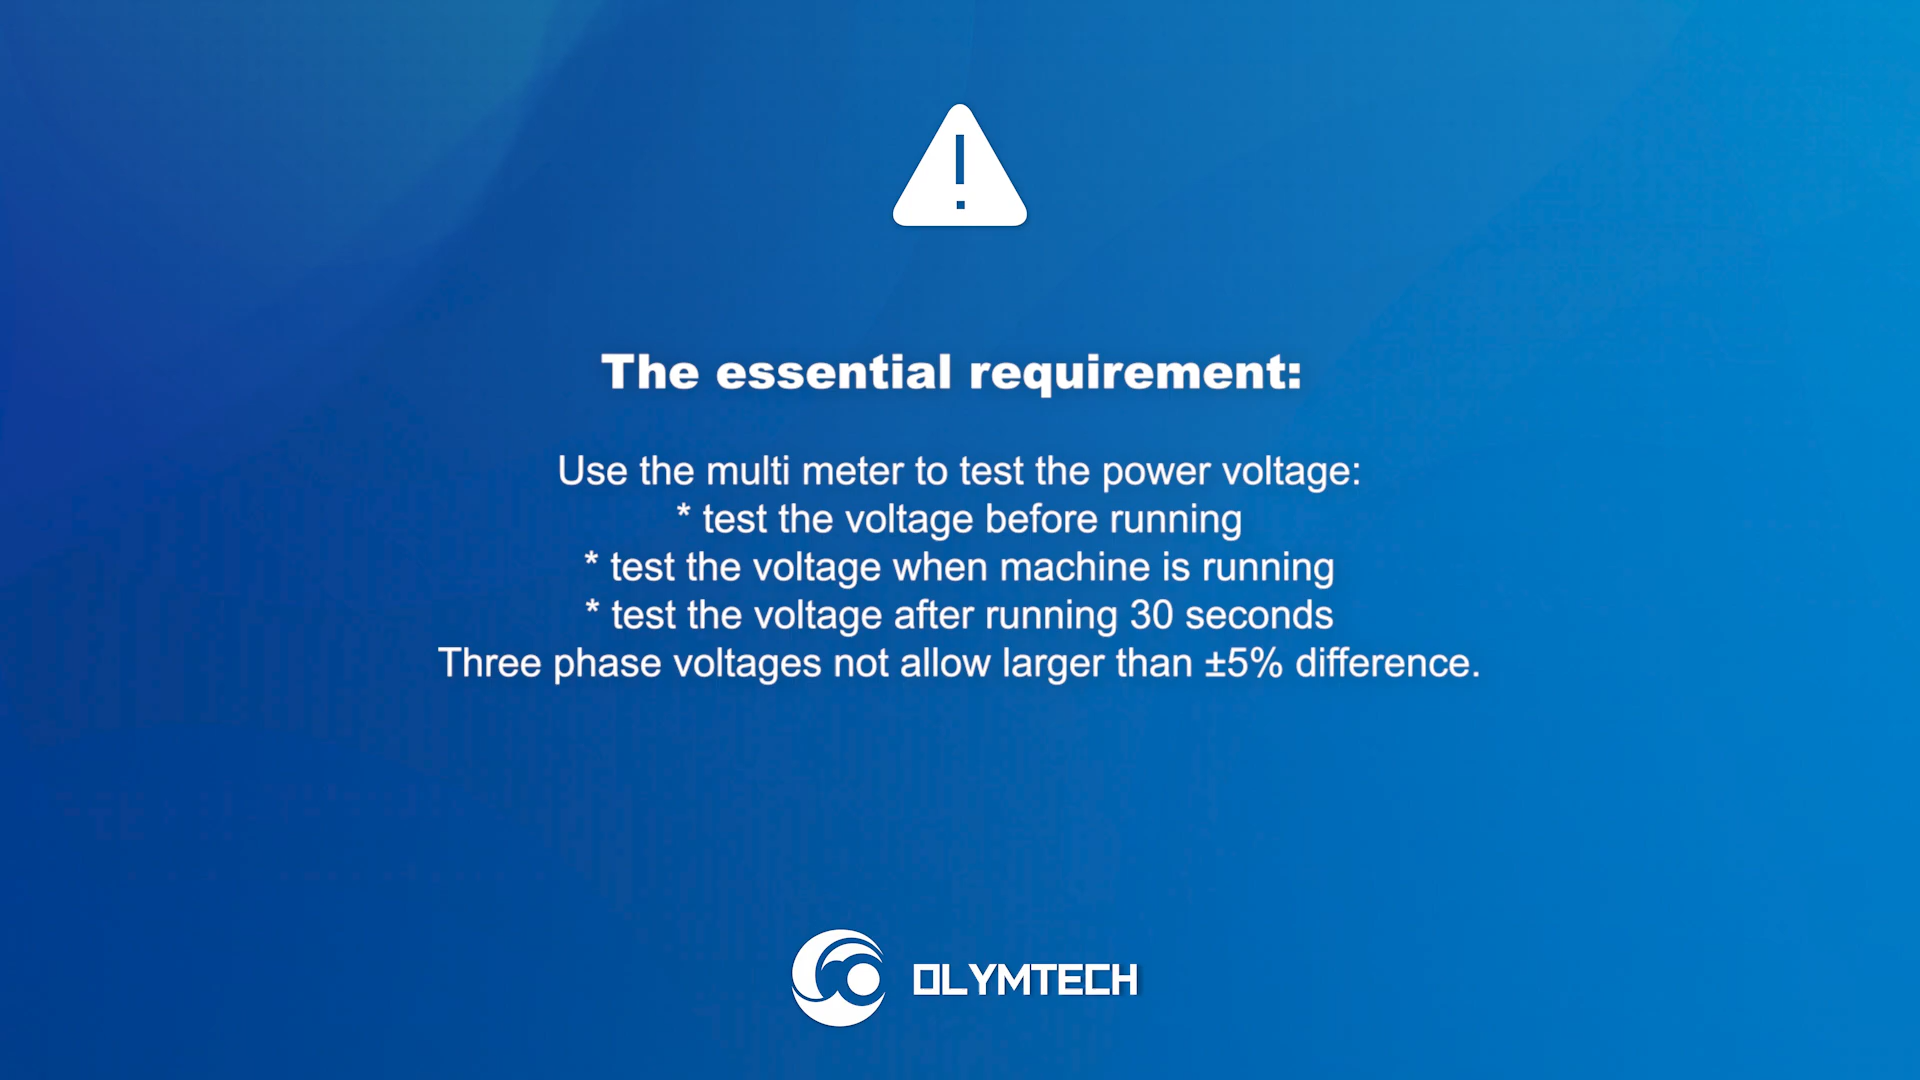 The essential requirement:
Use the multi meter to test the power voltage:
* test the voltage before running
* test the voltage when machine is running
* test the voltage after running 30 seconds
Three phase voltages not allow larger than ±5% difference.
OLYMTECH